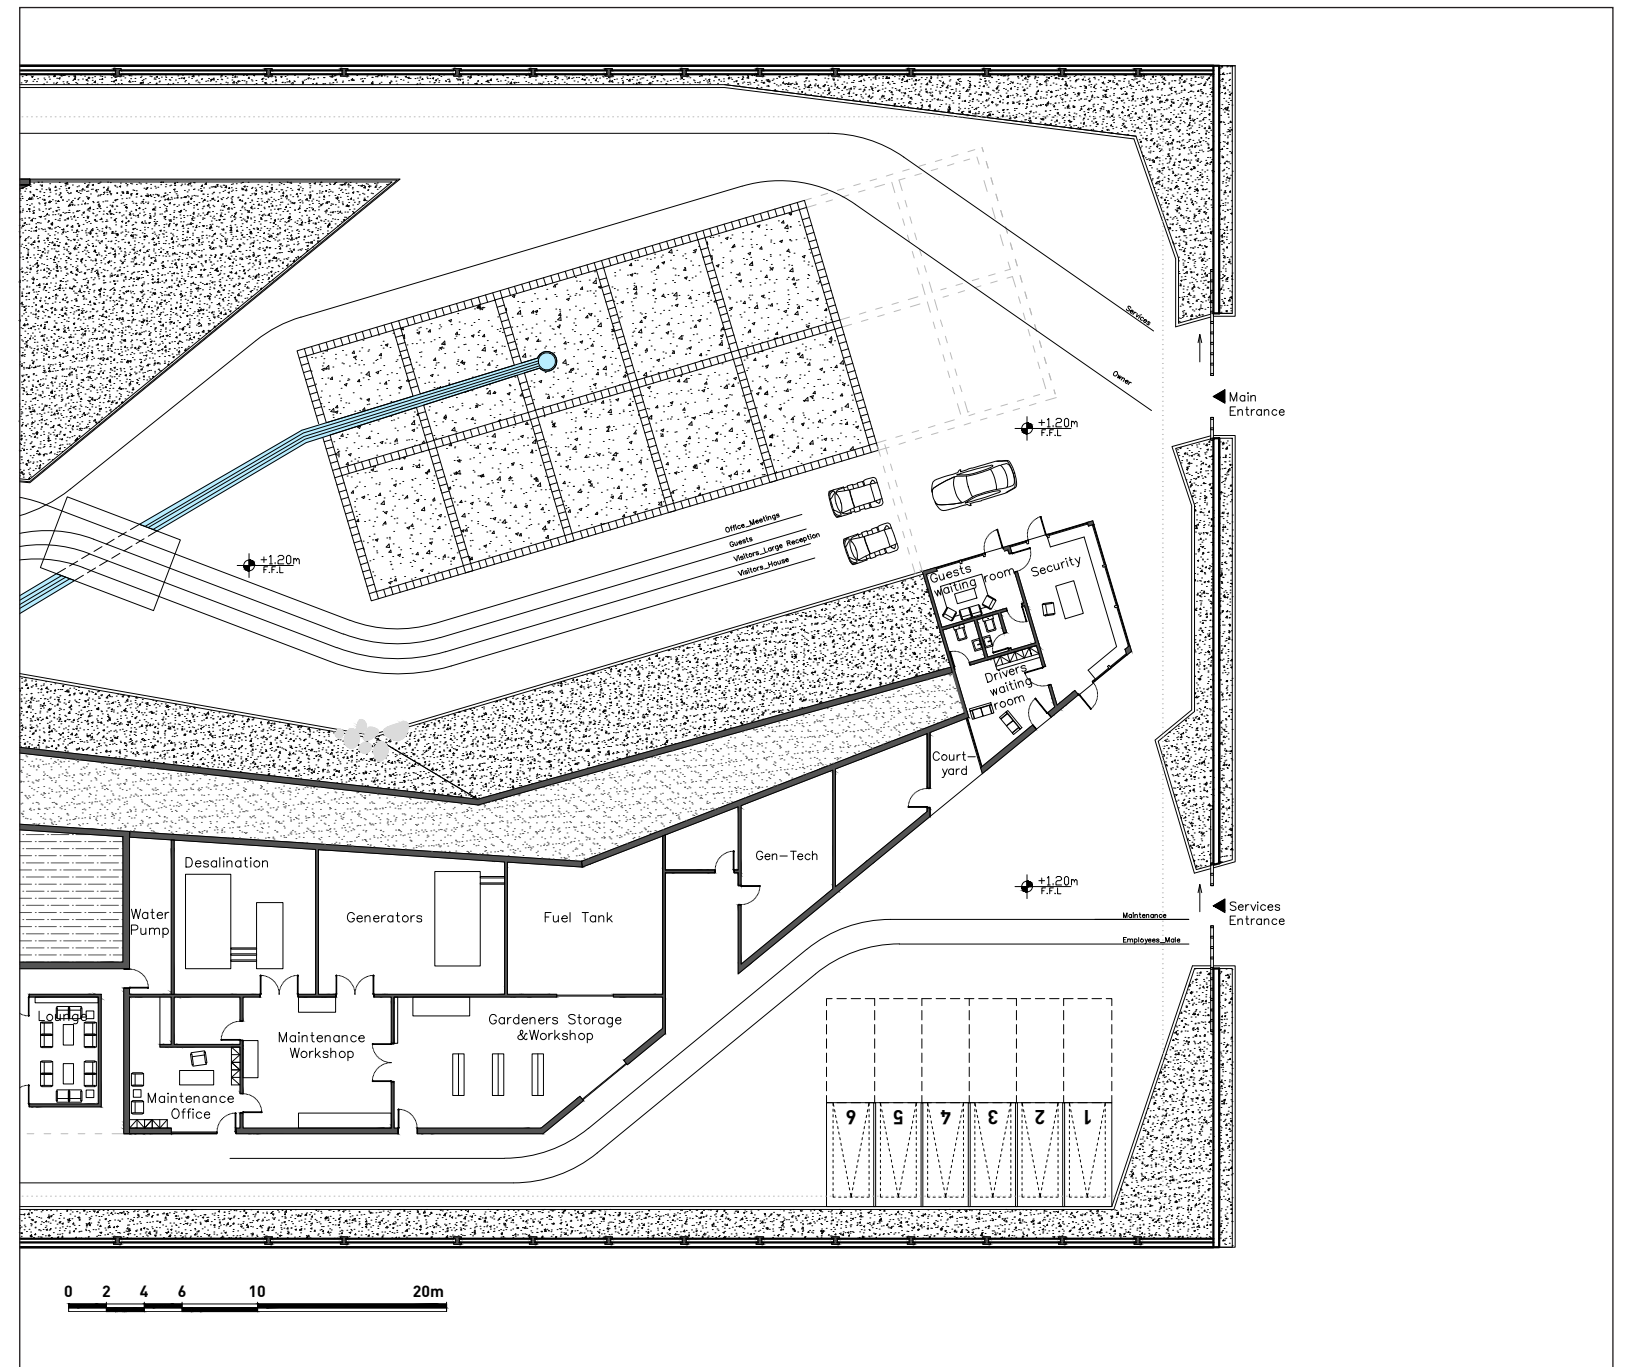 Services
Owner
Main
Entrance
+1.20m
F.F.L
Office_Meetings
Guests
Visitors_Large Reception
Visitors_House
+1.20m
F.F.L
Guests
waiting room
Security
Drivers
waiting
room
Court-
yard
Gen-Tech
Desalination
Water
Pump
Generators
Fuel Tank
+1.20m
F.F.L
Services
Entrance
Maintenance
Employees_Male
Lounge
Maintenance
Workshop
Gardeners Storage
&Workshop
Maintenance
Office
6 5 4 3 2 1
0 2 4 6 10 20m